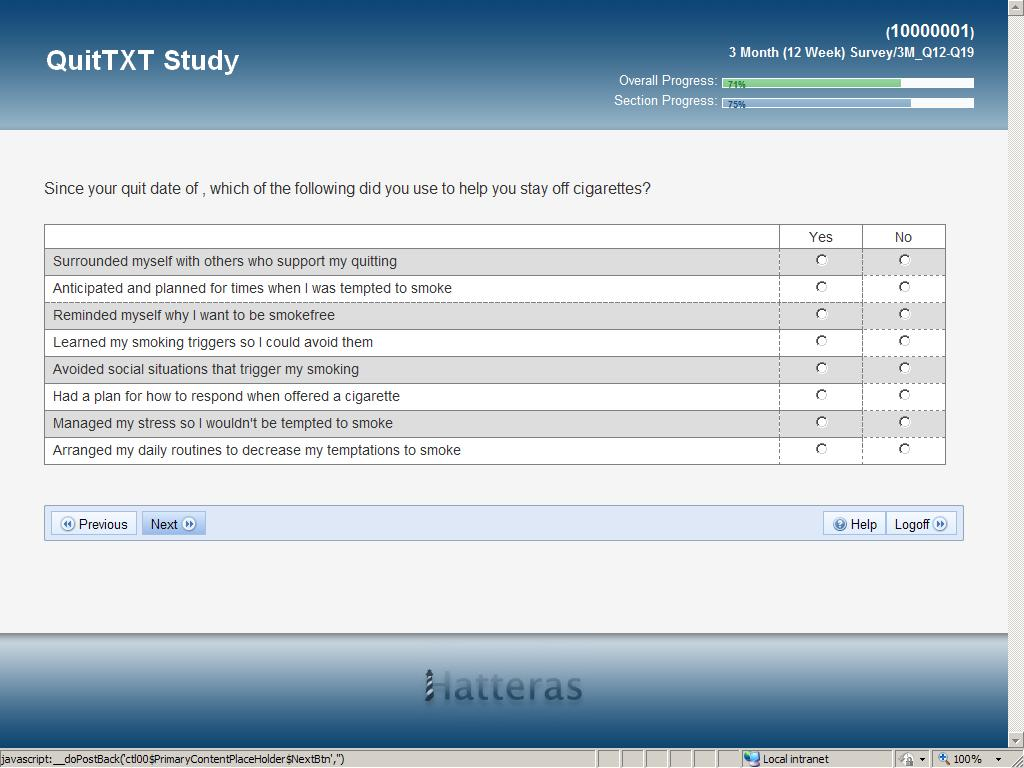 (10000001)
QuitTXT Study
3 Month (12 Week) Survey/3M_Q12-Q19
Overall Progress: 71%
Section Progress: 75%
Since your quit date of , which of the following did you use to help you stay off cigarettes?
Yes No
Surrounded myself with others who support my quitting
Anticipated and planned for times when I was tempted to smoke
Reminded myself why I want to be smokefree
Learned my smoking triggers so I could avoid them
Avoided social situations that trigger my smoking
Had a plan for how to respond when offered a cigarette
Managed my stress so I wouldn't be tempted to smoke
Arranged my daily routines to decrease my temptations to smoke
Previous Next Help Logoff
Hatteras
javascript:__doPostBack('ctl00$PrimaryContentPlaceHolder$NextBtn','') Local intranet 100%